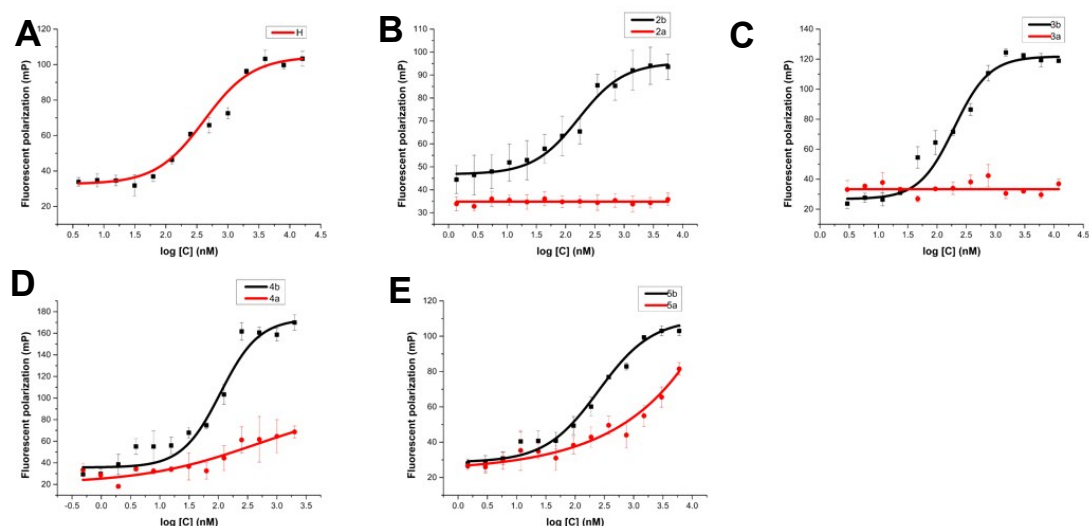 A
H
Fluorescent polarization (mP)
120
100
80
60
40
20
0
0.0 0.5 1.0 1.5 2.0 2.5 3.0 3.5 4.0 4.5
log [C] (nM)
B
2b
2a
Fluorescent polarization (mP)
110
100
90
80
70
60
50
40
30
0.0 0.5 1.0 1.5 2.0 2.5 3.0 3.5 4.0
log [C] (nM)
C
3b
3a
Fluorescent polarization (mP)
140
120
100
80
60
40
20
0.0 0.5 1.0 1.5 2.0 2.5 3.0 3.5 4.0 4.5
log [C] (nM)
D
4b
4a
Fluorescent polarization (mP)
180
160
140
120
100
80
60
40
20
-0.5 0.0 0.5 1.0 1.5 2.0 2.5 3.0 3.5
log [C] (nM)
E
5b
5a
Fluorescent polarization (mP)
120
100
80
60
40
20
0.0 0.5 1.0 1.5 2.0 2.5 3.0 3.5 4.0
log [C] (nM)